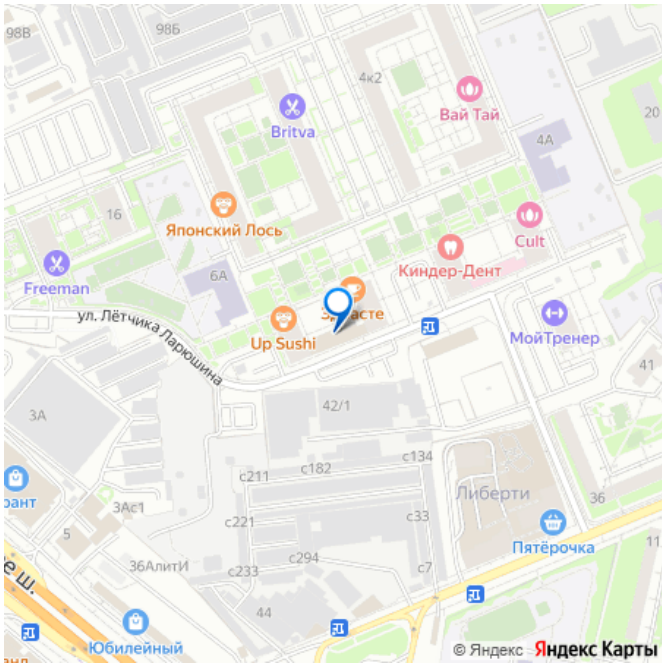 98В
98Б
4к2
Britva
Вай Тай
20
4А
16
Японский Лось
Cult
Киндер-Дент
Freeman
6А
ул. Лётчика Ларюшина
Up Sushi
МойТренер
41
42/1
3А
с134
с182
с211
Либерти
рант
3Ас1
с221
с33
36
5
Пятёрочка
11
36АлитИ
с294
с233
с7
е ш.
44
Юбилейный
© Яндекс Яндекс Карты